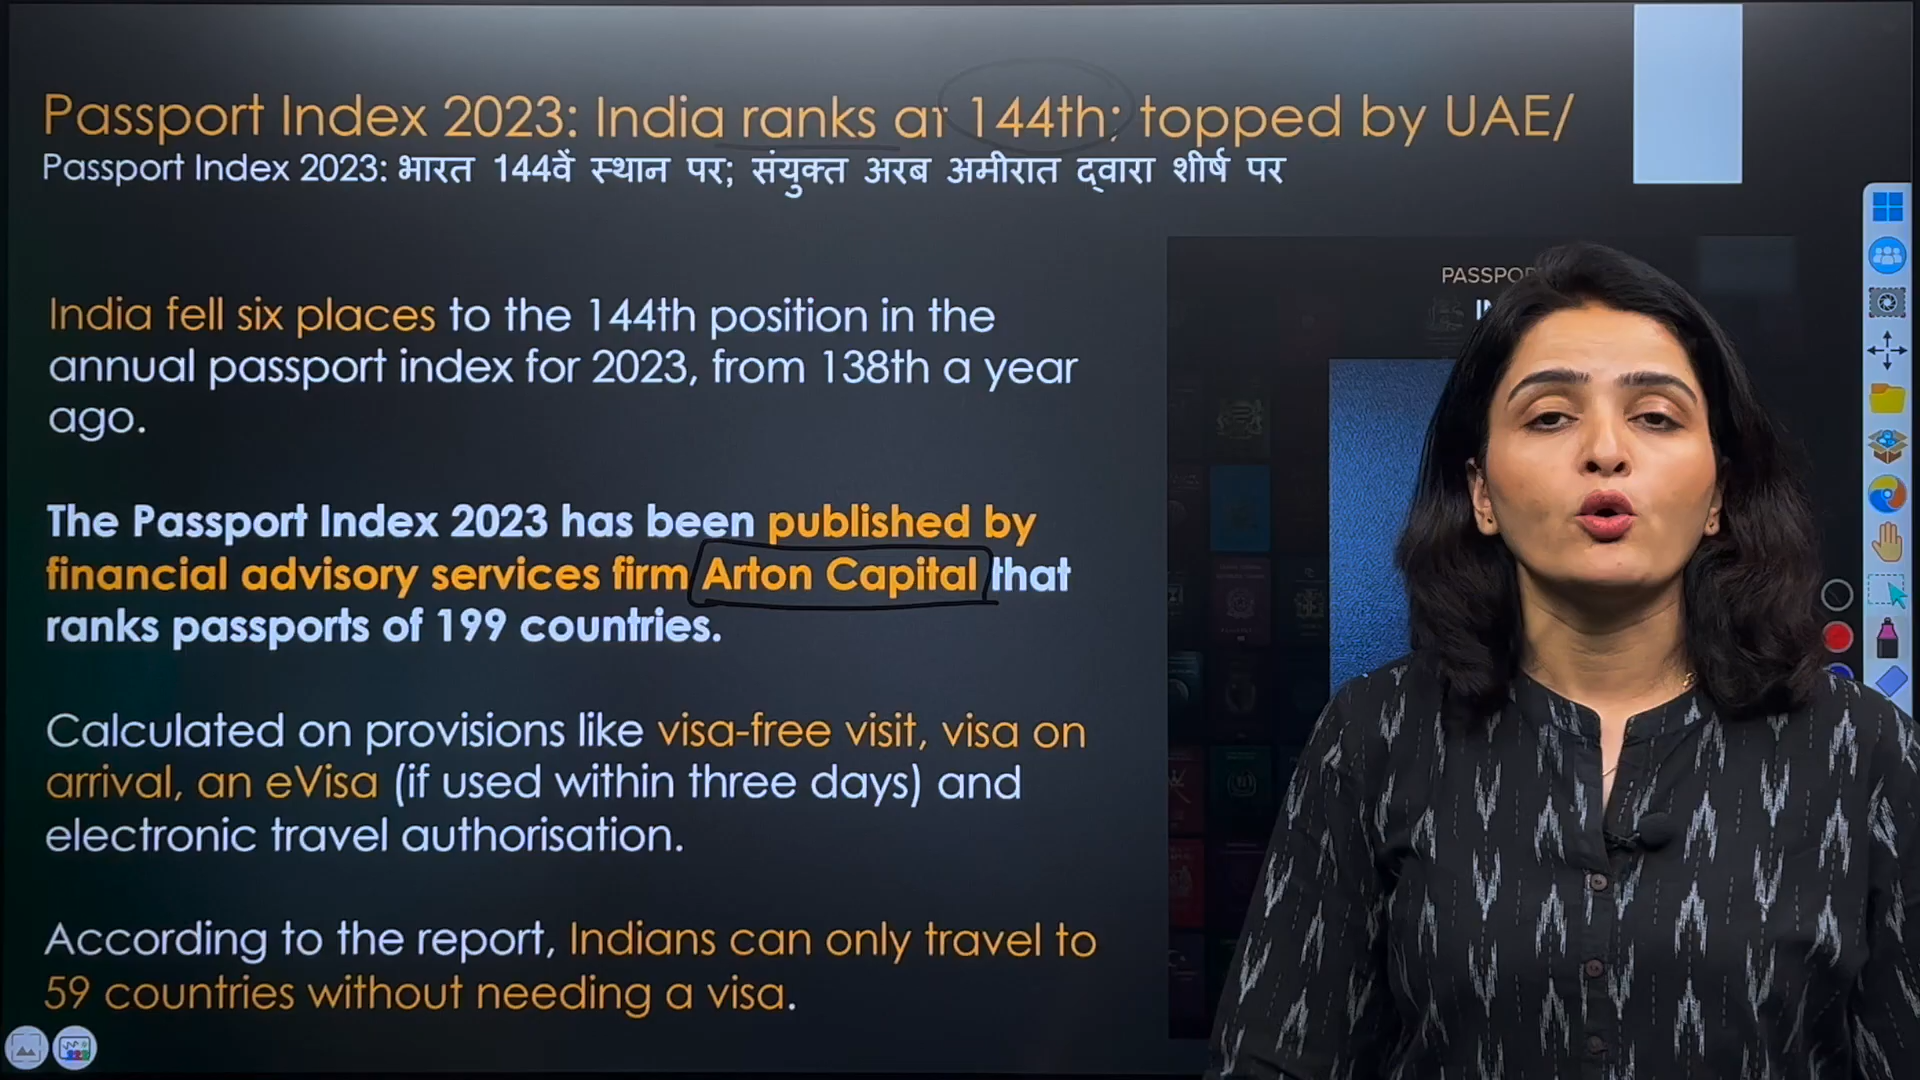 Passport Index 2023: India ranks at 144th; topped by UAE/
Passport Index 2023: भारत 144वें स्थान पर; संयुक्त अरब अमीरात द्वारा शीर्ष पर
India fell six places to the 144th position in the
annual passport index for 2023, from 138th a year
ago.
The Passport Index 2023 has been published by
financial advisory services firm Arton Capital that
ranks passports of 199 countries.
Calculated on provisions like visa-free visit, visa on
arrival, an eVisa (if used within three days) and
electronic travel authorisation.
According to the report, Indians can only travel to
59 countries without needing a visa.